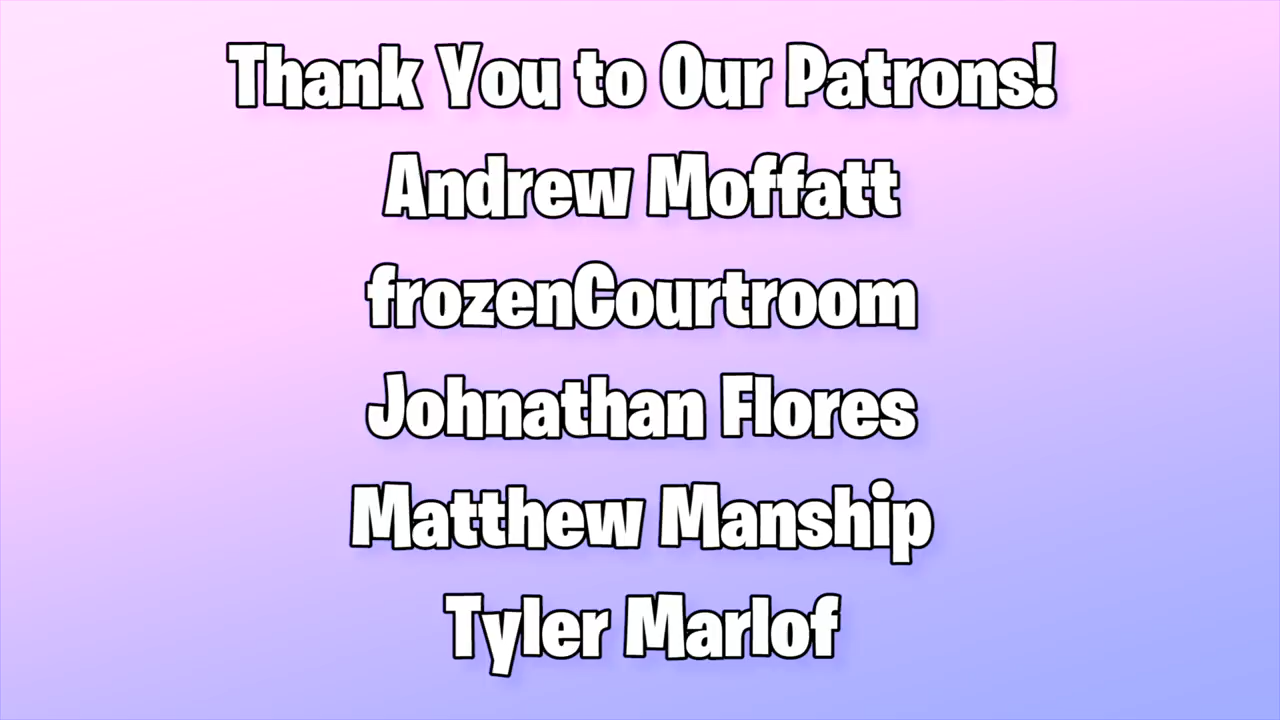 Thank You to Our Patrons!
Andrew Moffatt
frozenCourtroom
Johnathan Flores
Matthew Manship
Tyler Marlof